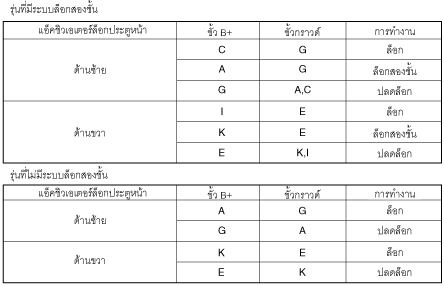 รุ่นที่มีระบบล็อกสองชั้น
แอ็คชิวเอเตอร์ล็อกประตูหน้า ขั้ว B+ ขั้วกราวด์ การทำงาน
ด้านซ้าย C G ล็อก
A G ล็อกสองชั้น
G A,C ปลดล็อก
ด้านขวา I E ล็อก
K E ล็อกสองชั้น
E K,I ปลดล็อก
รุ่นที่ไม่มีระบบล็อกสองชั้น
แอ็คชิวเอเตอร์ล็อกประตูหน้า ขั้ว B+ ขั้วกราวด์ การทำงาน
ด้านซ้าย A G ล็อก
G A ปลดล็อก
ด้านขวา K E ล็อก
E K ปลดล็อก